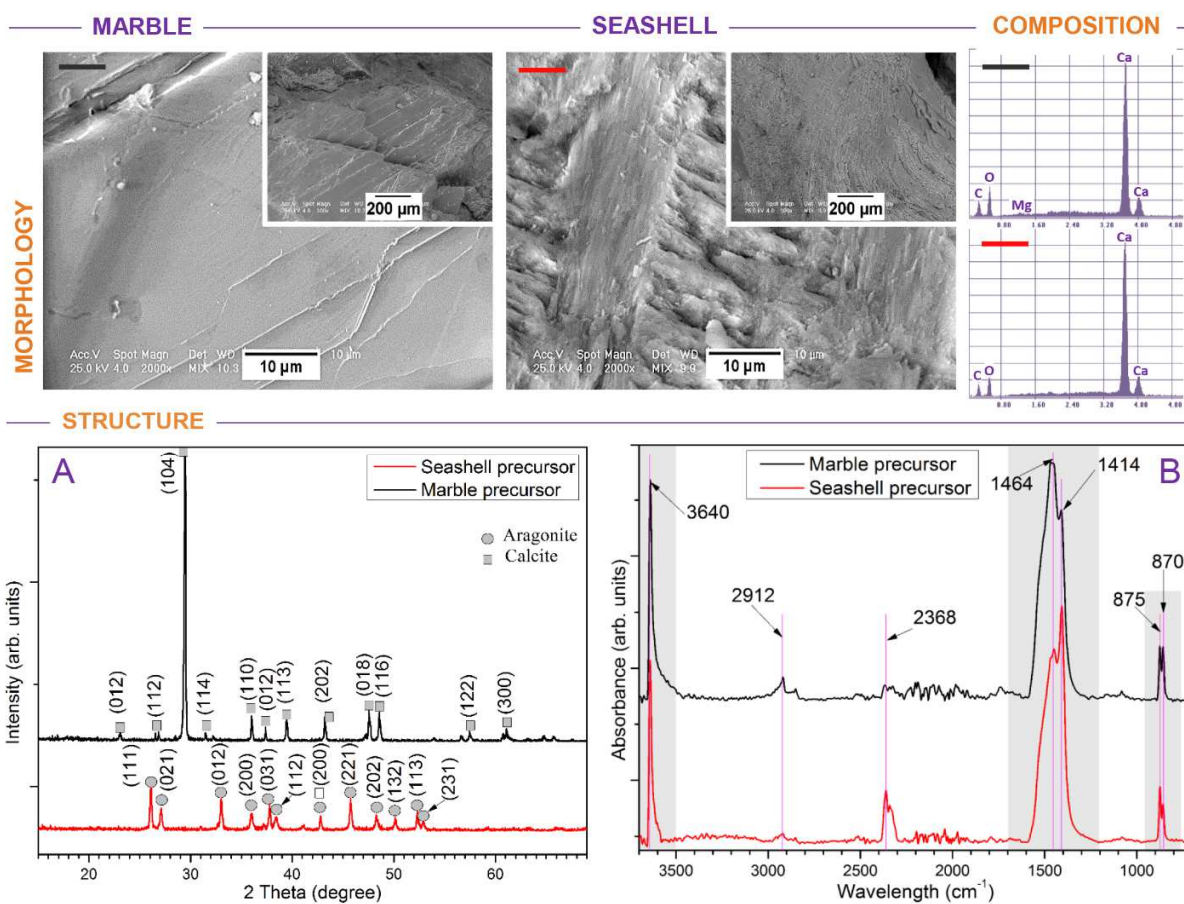 MARBLE
SEASHELL
COMPOSITION
MORPHOLOGY
Acc.V Spot Magn Det WD
25.0 kV 4.0 2000x MIX 10.3
10 µm
10 µm
200 µm
Acc.V Spot Magn Det WD
25.0 kV 4.0 2000x MIX 9.9
10 µm
10 µm
200 µm
Ca
O
C
Mg
Ca
0.80 1.60 2.40 3.20 4.00 4.80
Ca
C
O
Ca
0.80 1.60 2.40 3.20 4.00 4.80
STRUCTURE
A
Seashell precursor
Marble precursor
Aragonite
Calcite
(104)
(012)
(112)
(114)
(110)
(012)
(113)
(202)
(018)
(116)
(122)
(300)
(111)
(021)
(012)
(200)
(031)
(112)
(200)
(221)
(202)
(132)
(113)
(231)
Intensity (arb. units)
20 30 40 50 60
2 Theta (degree)
B
Marble precursor
Seashell precursor
3640
2912
2368
1464
1414
875
870
Absorbance (arb. units)
3500 3000 2500 2000 1500 1000
Wavelength (cm⁻¹)